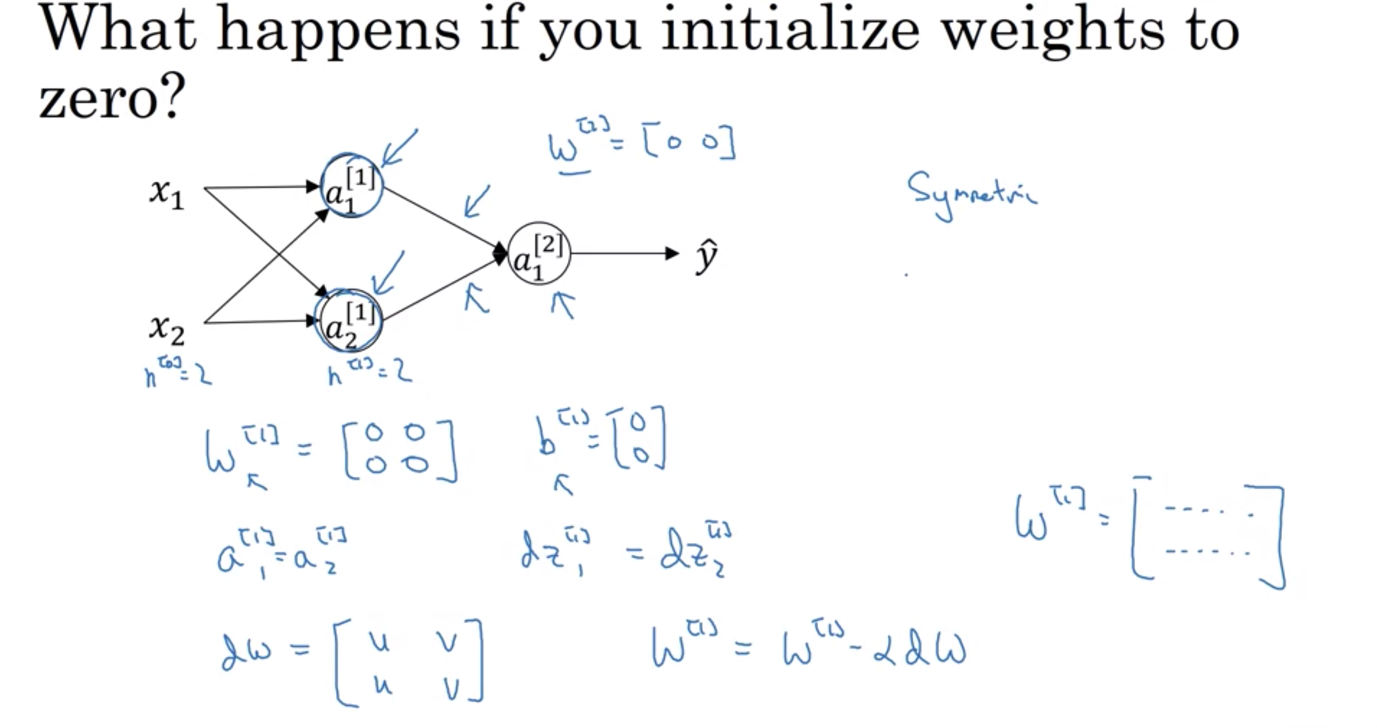 What happens if you initialize weights to
zero?
W^[2] = [0 0]
x₁ a₁^[1] Symmetric
a₁^[2] ŷ
x₂ a₂^[1]
n^[0] = 2 n^[1] = 2
W^[1] = [0 0; 0 0] b^[1] = [0; 0]
W^[1] = [-----; -----]
a₁^[1] = a₂^[1] dz₁^[1] = dz₂^[1]
dw = [u v; u v] W^[1] = W^[1] - αdW